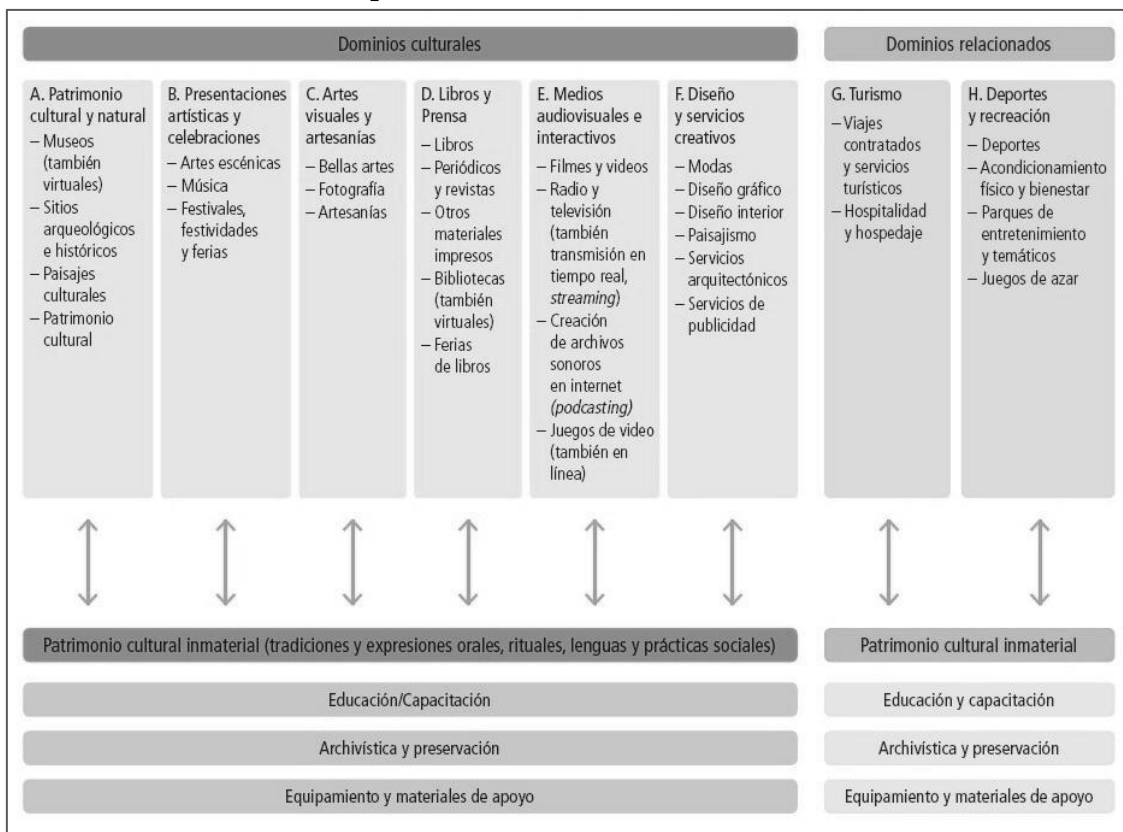 Dominios culturales
Dominios relacionados
A. Patrimonio
cultural y natural
– Museos
(también
virtuales)
– Sitios
arqueológicos
e históricos
– Paisajes
culturales
– Patrimonio
cultural
B. Presentaciones
artísticas y
celebraciones
– Artes escénicas
– Música
– Festivales,
festividades
y ferias
C. Artes
visuales y
artesanías
– Bellas artes
– Fotografía
– Artesanías
D. Libros y
Prensa
– Libros
– Periódicos
y revistas
– Otros
materiales
impresos
– Bibliotecas
(también
virtuales)
– Ferias
de libros
E. Medios
audiovisuales e
interactivos
– Filmes y videos
– Radio y
televisión
(también
transmisión en
tiempo real,
streaming)
– Creación
de archivos
sonoros
en internet
(podcasting)
– Juegos de video
(también en
línea)
F. Diseño
y servicios
creativos
– Modas
– Diseño gráfico
– Diseño interior
– Paisajismo
– Servicios
arquitectónicos
– Servicios de
publicidad
G. Turismo
– Viajes
contratados
y servicios
turísticos
– Hospitalidad
y hospedaje
H. Deportes
y recreación
– Deportes
– Acondicionamiento
físico y bienestar
– Parques de
entretenimiento
y temáticos
– Juegos de azar
Patrimonio cultural inmaterial (tradiciones y expresiones orales, rituales, lenguas y prácticas sociales)
Patrimonio cultural inmaterial
Educación/Capacitación
Educación y capacitación
Archivística y preservación
Archivística y preservación
Equipamiento y materiales de apoyo
Equipamiento y materiales de apoyo